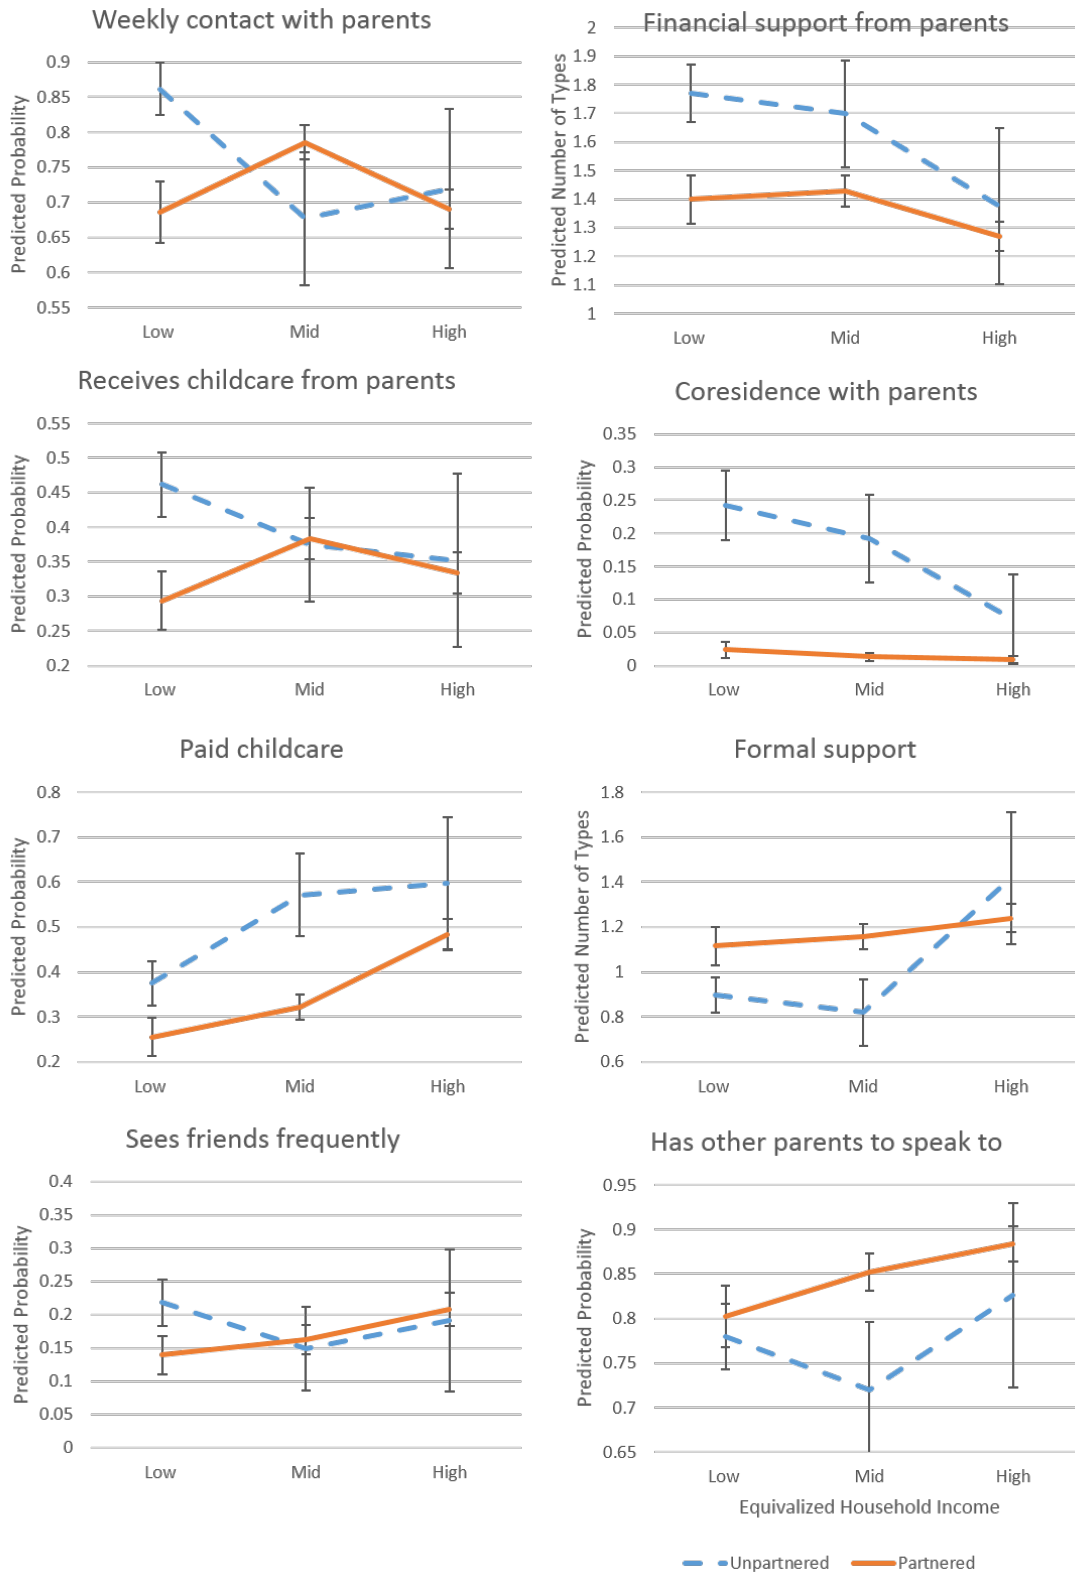 Weekly contact with parents
Predicted Probability
0.9
0.85
0.8
0.75
0.7
0.65
0.6
0.55
Low Mid High
Financial support from parents
Predicted Number of Types
2
1.9
1.8
1.7
1.6
1.5
1.4
1.3
1.2
1.1
1
Low Mid High
Receives childcare from parents
Predicted Probability
0.55
0.5
0.45
0.4
0.35
0.3
0.25
0.2
Low Mid High
Coresidence with parents
Predicted Probability
0.35
0.3
0.25
0.2
0.15
0.1
0.05
0
Low Mid High
Paid childcare
Predicted Probability
0.8
0.7
0.6
0.5
0.4
0.3
0.2
Low Mid High
Formal support
Predicted Number of Types
1.8
1.6
1.4
1.2
1
0.8
0.6
Low Mid High
Sees friends frequently
Predicted Probability
0.4
0.35
0.3
0.25
0.2
0.15
0.1
0.05
0
Low Mid High
Has other parents to speak to
Predicted Probability
0.95
0.9
0.85
0.8
0.75
0.7
0.65
Low Mid High
Equivalized Household Income
Unpartnered Partnered